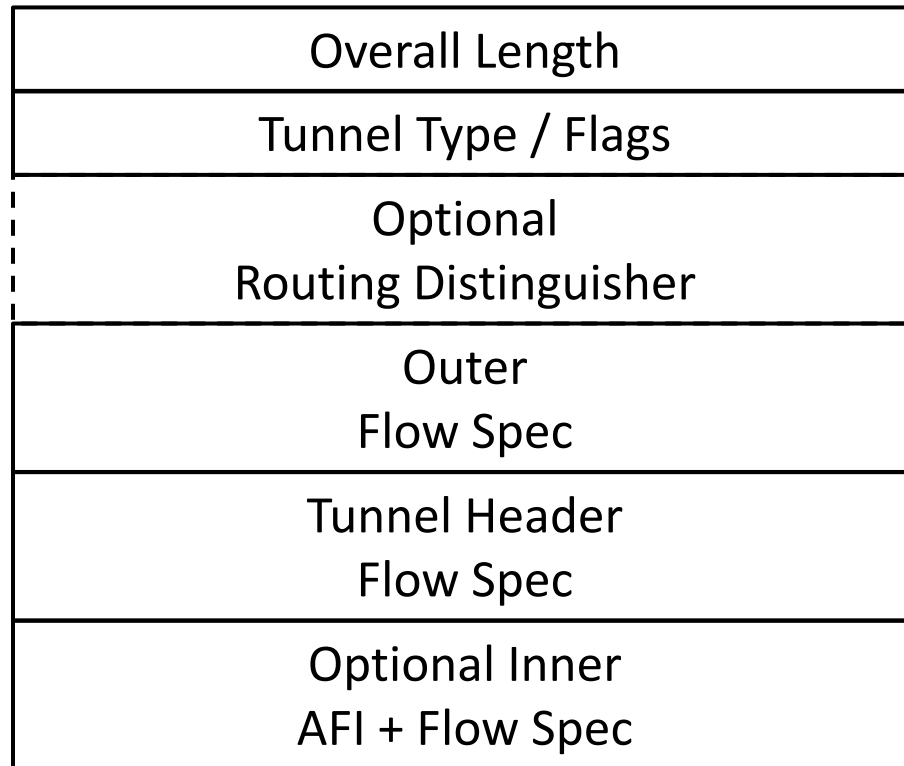 Overall Length
Tunnel Type / Flags
Optional
Routing Distinguisher
Outer
Flow Spec
Tunnel Header
Flow Spec
Optional Inner
AFI + Flow Spec